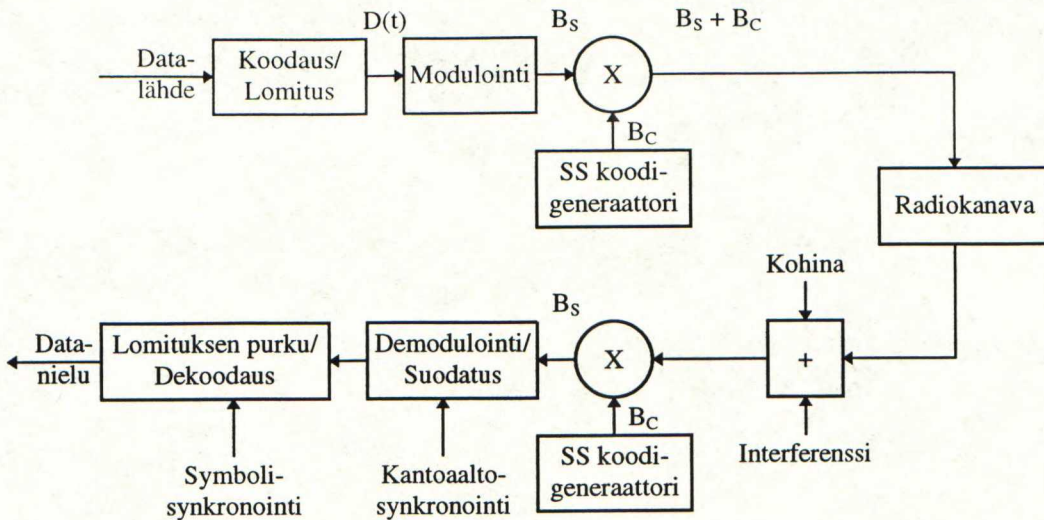 D(t)
B_S
B_S + B_C
Data-
lähde
Koodaus/
Lomitus
Modulointi
X
B_C
SS koodi-
generaattori
Radiokanava
Kohina
B_S
Data-
nielu
Lomituksen purku/
Dekoodaus
Demodulointi/
Suodatus
X
+
B_C
SS koodi-
generaattori
Interferenssi
Symboli-
synkronointi
Kantoaalto-
synkronointi